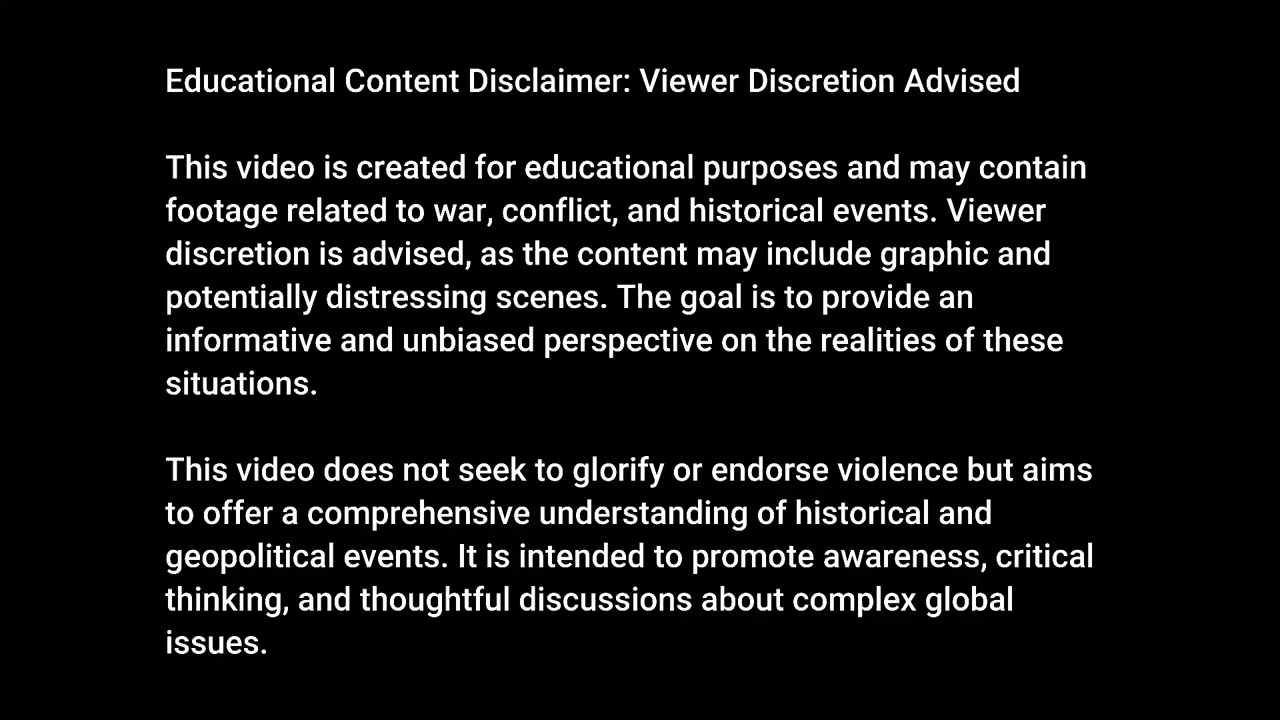 Educational Content Disclaimer: Viewer Discretion Advised
This video is created for educational purposes and may contain
footage related to war, conflict, and historical events. Viewer
discretion is advised, as the content may include graphic and
potentially distressing scenes. The goal is to provide an
informative and unbiased perspective on the realities of these
situations.
This video does not seek to glorify or endorse violence but aims
to offer a comprehensive understanding of historical and
geopolitical events. It is intended to promote awareness, critical
thinking, and thoughtful discussions about complex global
issues.